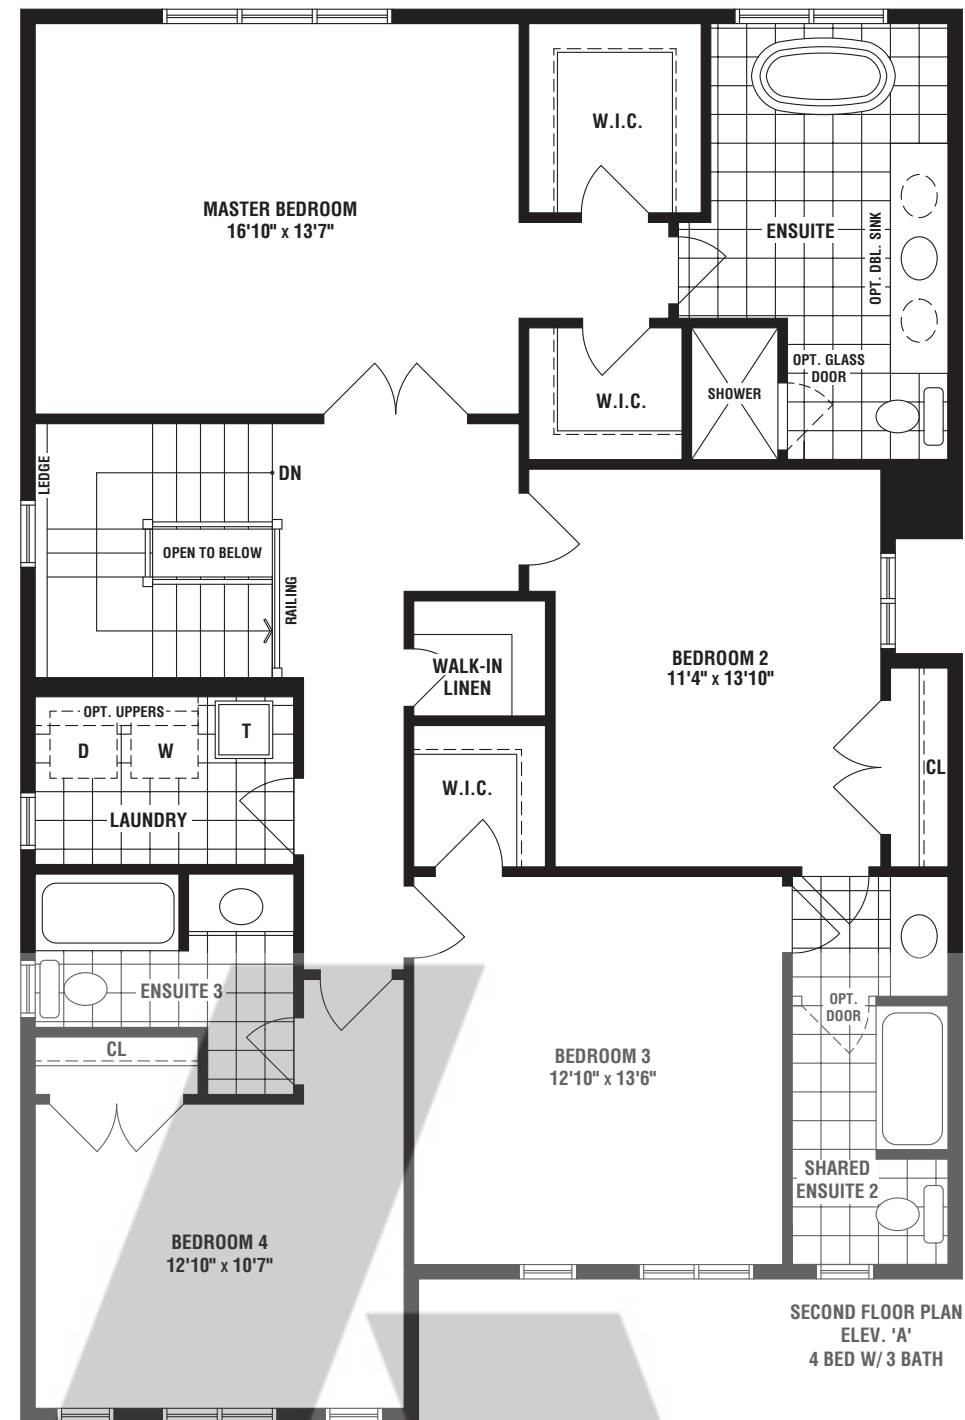 W.I.C.
MASTER BEDROOM
16'10" x 13'7"
ENSUITE
OPT. DBL. SINK
OPT. GLASS
DOOR
SHOWER
W.I.C.
LEDGE
DN
OPEN TO BELOW
RAILING
WALK-IN
LINEN
BEDROOM 2
11'4" x 13'10"
OPT. UPPERS
D
W
T
CL
W.I.C.
LAUNDRY
ENSUITE 3
OPT.
DOOR
CL
BEDROOM 3
12'10" x 13'6"
SHARED
ENSUITE 2
BEDROOM 4
12'10" x 10'7"
SECOND FLOOR PLAN
ELEV. 'A'
4 BED W/ 3 BATH